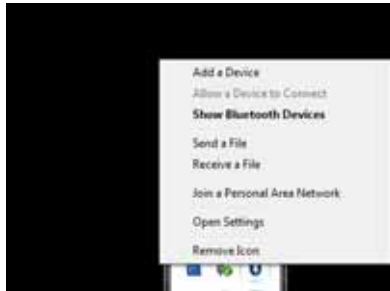 Add a Device
Allow a Device to Connect
Show Bluetooth Devices
Send a File
Receive a File
Join a Personal Area Network
Open Settings
Remove Icon